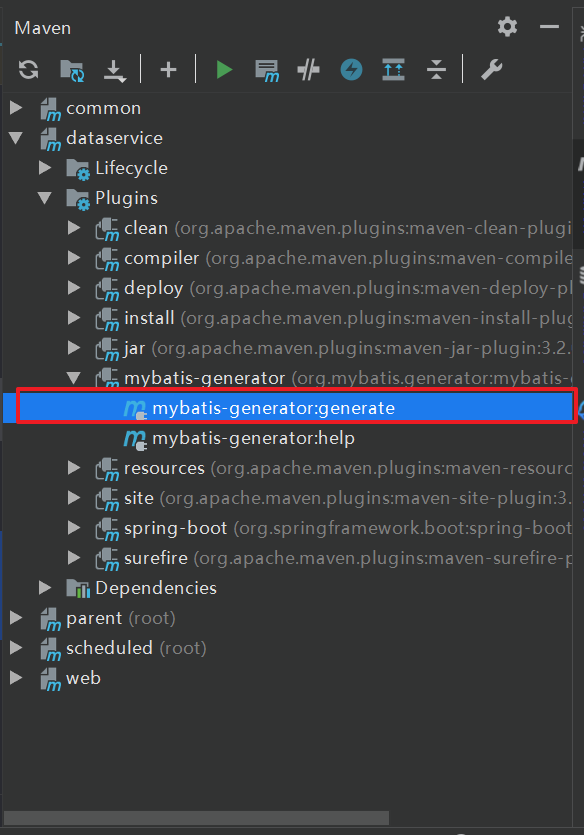 Maven
common
dataservice
Lifecycle
Plugins
clean (org.apache.maven.plugins:maven-clean-plugi
compiler (org.apache.maven.plugins:maven-compile
deploy (org.apache.maven.plugins:maven-deploy-pl
install (org.apache.maven.plugins:maven-install-plug
jar (org.apache.maven.plugins:maven-jar-plugin:3.2.
mybatis-generator (org.mybatis.generator:mybatis-
mybatis-generator:generate
mybatis-generator:help
resources (org.apache.maven.plugins:maven-resourc
site (org.apache.maven.plugins:maven-site-plugin:3.
spring-boot (org.springframework.boot:spring-boot
surefire (org.apache.maven.plugins:maven-surefire-p
Dependencies
parent (root)
scheduled (root)
web